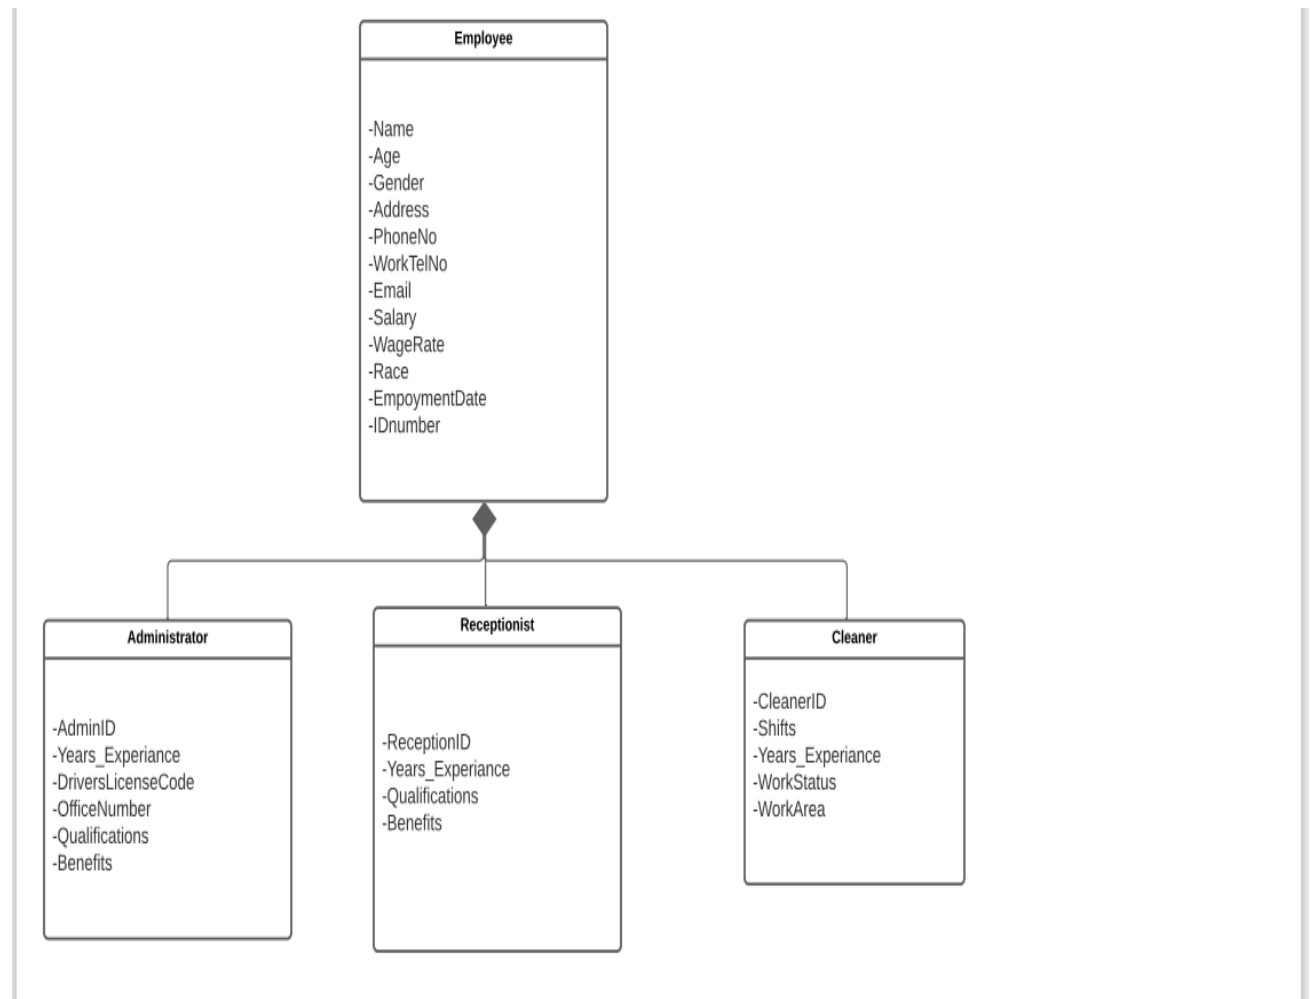 Employee
-Name
-Age
-Gender
-Address
-PhoneNo
-WorkTelNo
-Email
-Salary
-WageRate
-Race
-EmpoymentDate
-IDnumber
Administrator
-AdminID
-Years_Experiance
-DriversLicenseCode
-OfficeNumber
-Qualifications
-Benefits
Receptionist
-ReceptionID
-Years_Experiance
-Qualifications
-Benefits
Cleaner
-CleanerID
-Shifts
-Years_Experiance
-WorkStatus
-WorkArea